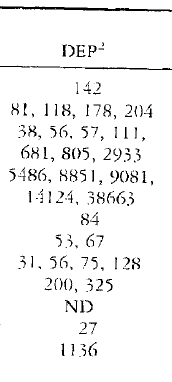 DEP²
142
81, 118, 178, 204
38, 56, 57, 111,
681, 805, 2933
5486, 8851, 9081,
14124, 38663
84
53, 67
31, 56, 75, 128
200, 325
ND
27
1136